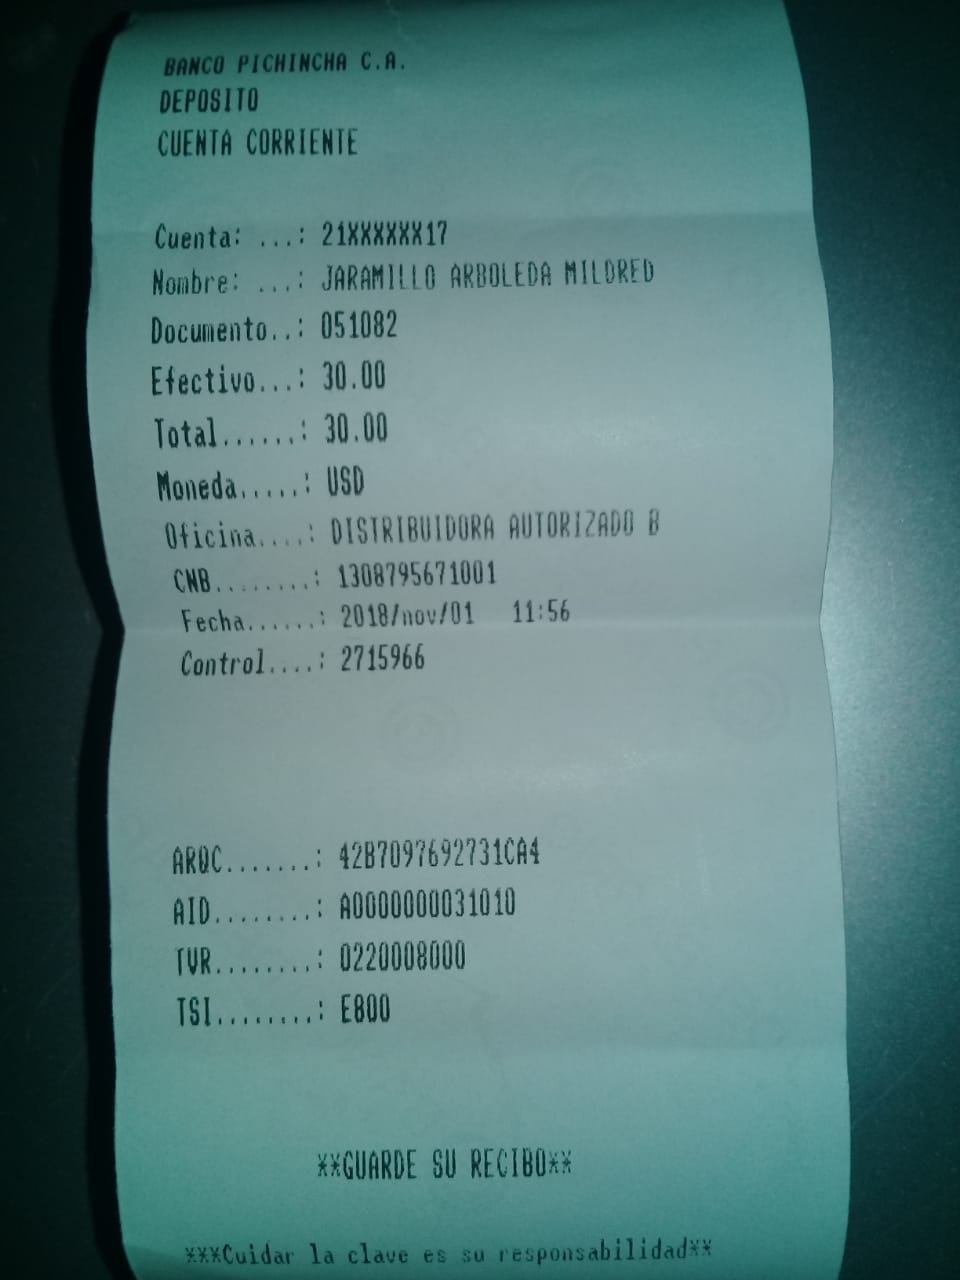 BANCO PICHINCHA C.A.
DEPOSITO
CUENTA CORRIENTE
Cuenta: ...: 21XXXXXX17
Nombre: ...: JARAMILLO ARBOLEDA MILDRED
Documento..: 051082
Efectivo...: 30.00
Total......: 30.00
Moneda.....: USD
Oficina....: DISTRIBUIDORA AUTORIZADO B
CNB........: 1308795671001
Fecha......: 2018/nov/01 11:56
Control....: 2715966
ARQC.......: 42B7097692731CA4
AID........: A0000000031010
TVR........: 0220008000
TSI........: E800
**GUARDE SU RECIBO**
***Cuidar la clave es su responsabilidad**